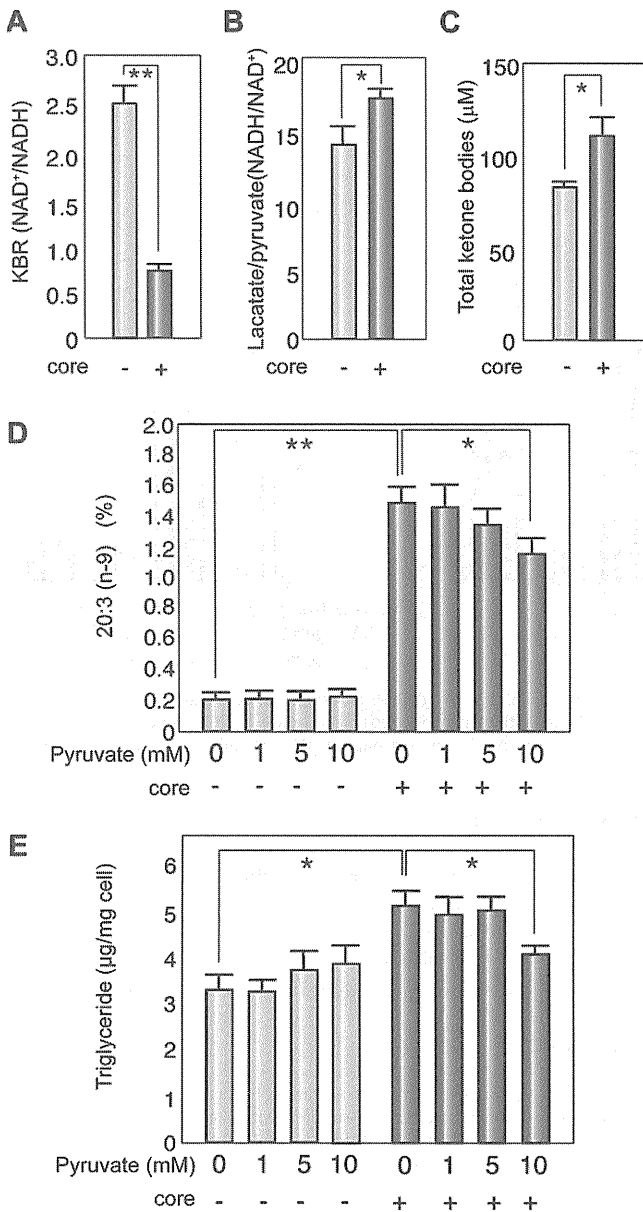 A
KBR (NAD+/NADH)
3.0
2.5
2.0
1.5
1.0
0.5
0
**
core - +
B
Lacatate/pyruvate(NADH/NAD+)
20
15
10
5
0
*
core - +
C
Total ketone bodies (μM)
150
100
50
0
*
core - +
D
20:3 (n-9) (%)
2.0
1.8
1.6
1.4
1.2
1.0
0.8
0.6
0.4
0.2
0
** *
Pyruvate (mM) 0 1 5 10 0 1 5 10
core - - - - + + + +
E
Triglyceride (μg/mg cell)
6
5
4
3
2
1
0
* *
Pyruvate (mM) 0 1 5 10 0 1 5 10
core - - - - + + + +